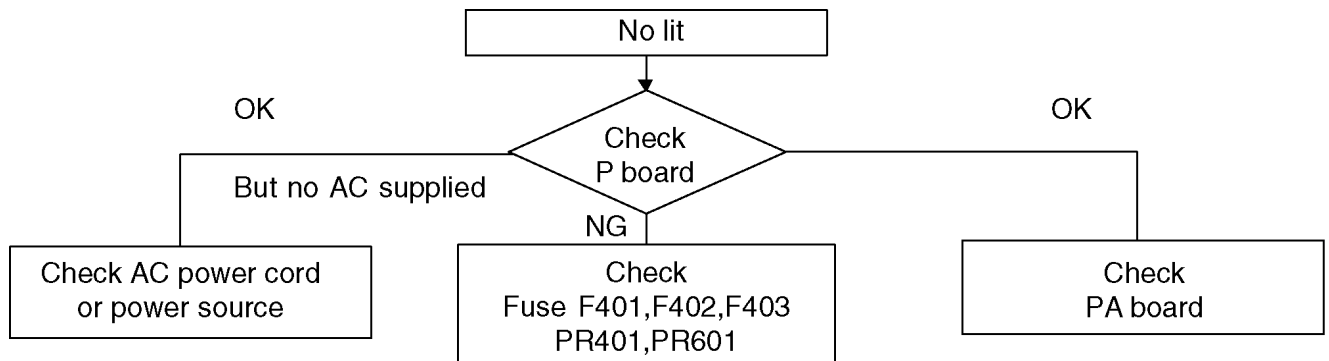 No lit
OK
OK
Check
P board
But no AC supplied
NG
Check AC power cord
or power source
Check
Fuse F401,F402,F403
PR401,PR601
Check
PA board